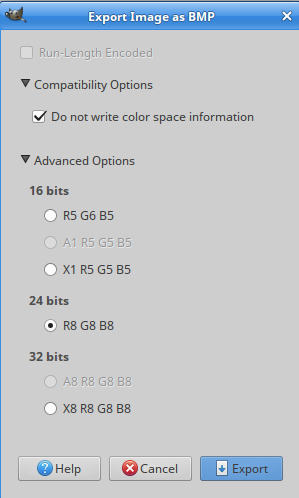 Export Image as BMP
Run-Length Encoded
Compatibility Options
Do not write color space information
Advanced Options
16 bits
R5 G6 B5
A1 R5 G5 B5
X1 R5 G5 B5
24 bits
R8 G8 B8
32 bits
A8 R8 G8 B8
X8 R8 G8 B8
Help Cancel Export